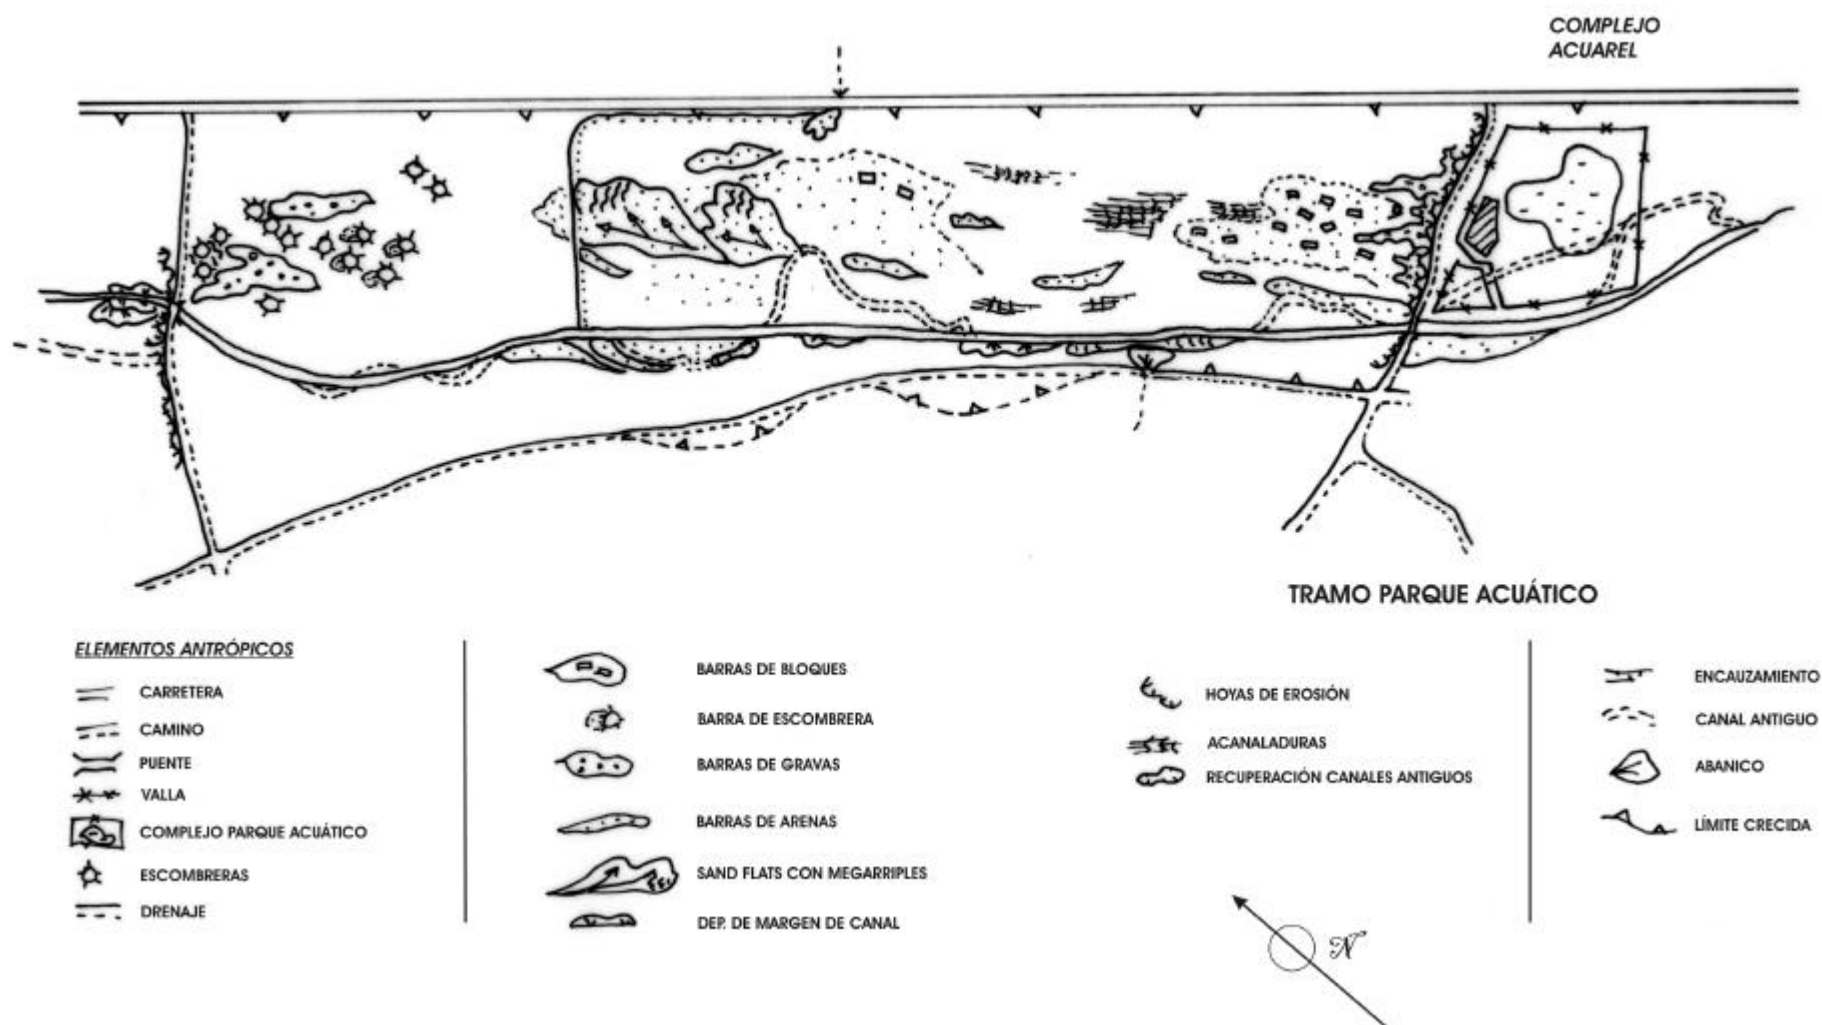 COMPLEJO
ACUAREL
TRAMO PARQUE ACUÁTICO
ELEMENTOS ANTRÓPICOS
CARRETERA
CAMINO
PUENTE
VALLA
COMPLEJO PARQUE ACUÁTICO
ESCOMBRERAS
DRENAJE
BARRAS DE BLOQUES
BARRA DE ESCOMBRERA
BARRAS DE GRAVAS
BARRAS DE ARENAS
SAND FLATS CON MEGARRIPLES
DEP. DE MARGEN DE CANAL
HOYAS DE EROSIÓN
ACANALADURAS
RECUPERACIÓN CANALES ANTIGUOS
ENCAUZAMIENTO
CANAL ANTIGUO
ABANICO
LÍMITE CRECIDA
N